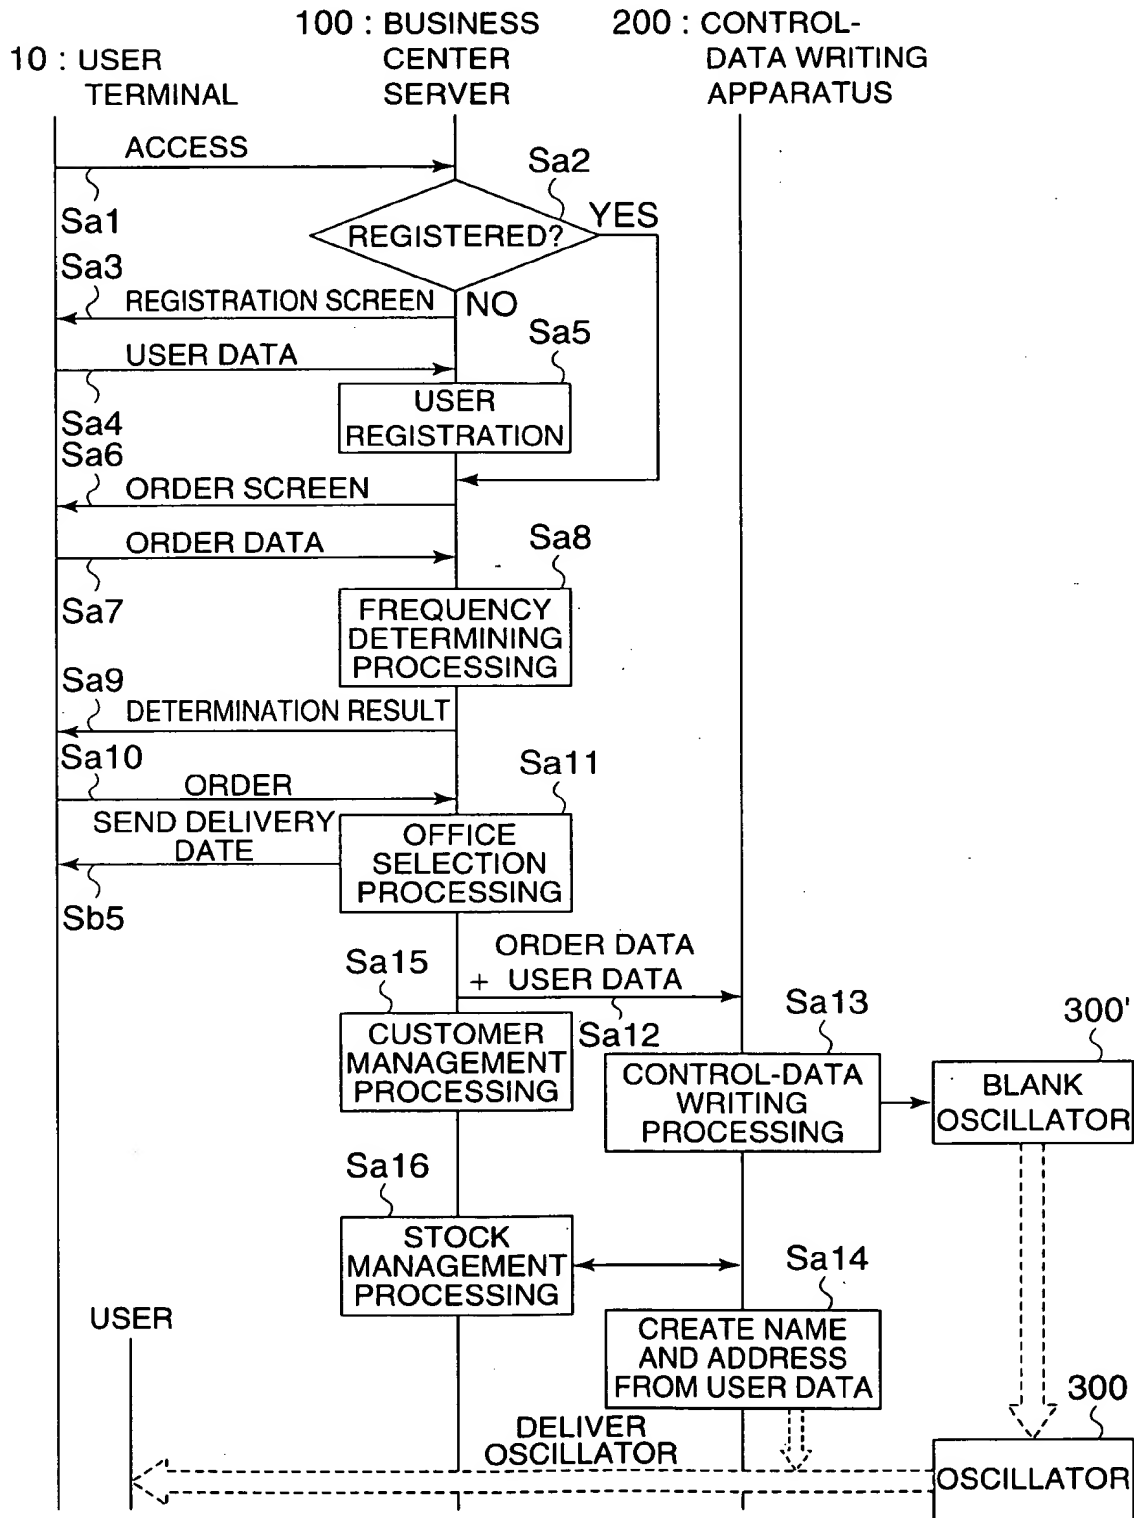 100 : BUSINESS
CENTER
SERVER
200 : CONTROL-
DATA WRITING
APPARATUS
10 : USER
TERMINAL
ACCESS
Sa1
Sa2
REGISTERED?
YES
NO
Sa3
REGISTRATION SCREEN
USER DATA
Sa4
Sa5
USER
REGISTRATION
Sa6
ORDER SCREEN
ORDER DATA
Sa7
Sa8
FREQUENCY
DETERMINING
PROCESSING
Sa9
DETERMINATION RESULT
Sa10
ORDER
Sa11
OFFICE
SELECTION
PROCESSING
SEND DELIVERY
DATE
Sb5
ORDER DATA
+ USER DATA
Sa12
Sa15
CUSTOMER
MANAGEMENT
PROCESSING
Sa13
CONTROL-DATA
WRITING
PROCESSING
300'
BLANK
OSCILLATOR
Sa16
STOCK
MANAGEMENT
PROCESSING
Sa14
CREATE NAME
AND ADDRESS
FROM USER DATA
USER
DELIVER
OSCILLATOR
300
OSCILLATOR